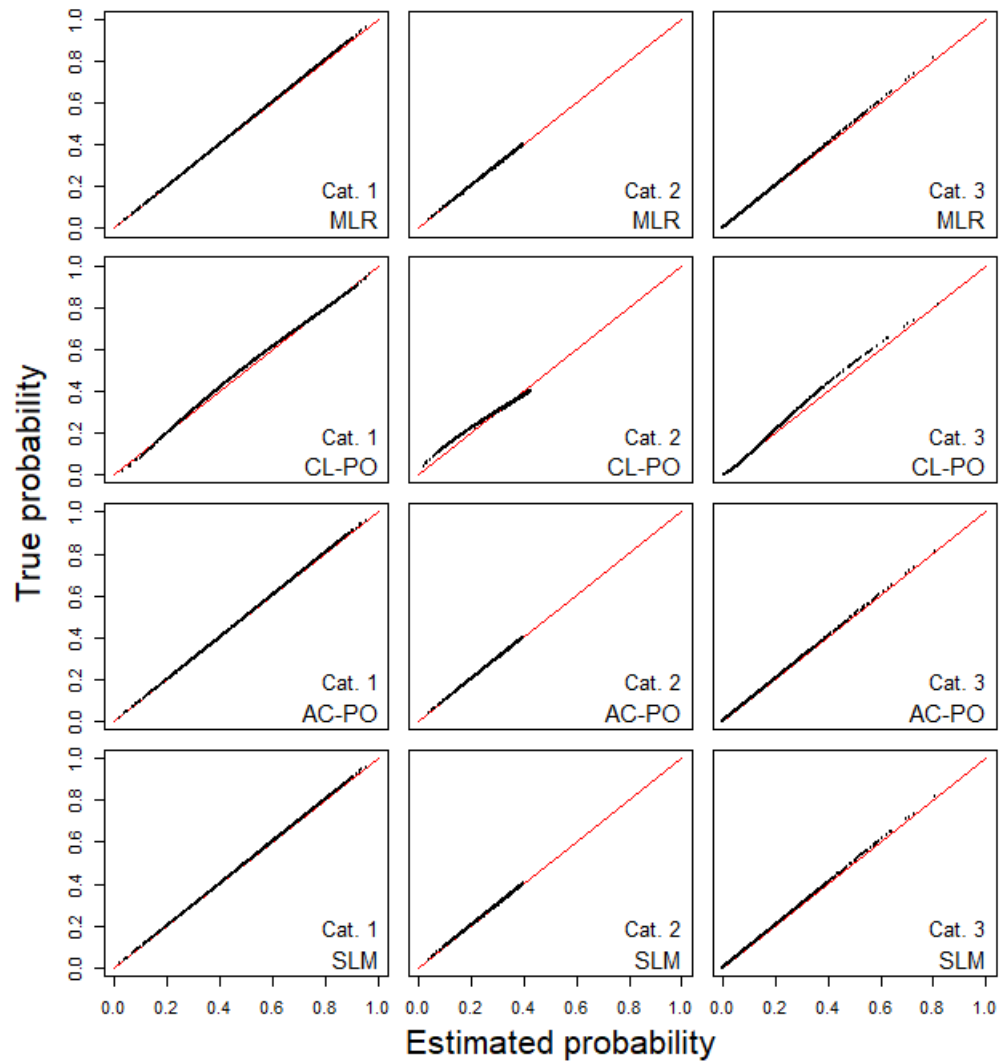 1.0
0.8
0.6
0.4
0.2
0.0
Cat. 1
MLR
Cat. 2
MLR
Cat. 3
MLR
1.0
0.8
0.6
0.4
0.2
0.0
Cat. 1
CL-PO
Cat. 2
CL-PO
Cat. 3
CL-PO
True probability
1.0
0.8
0.6
0.4
0.2
0.0
Cat. 1
AC-PO
Cat. 2
AC-PO
Cat. 3
AC-PO
1.0
0.8
0.6
0.4
0.2
0.0
Cat. 1
SLM
Cat. 2
SLM
Cat. 3
SLM
0.0 0.2 0.4 0.6 0.8 1.0
0.0 0.2 0.4 0.6 0.8 1.0
0.0 0.2 0.4 0.6 0.8 1.0
Estimated probability